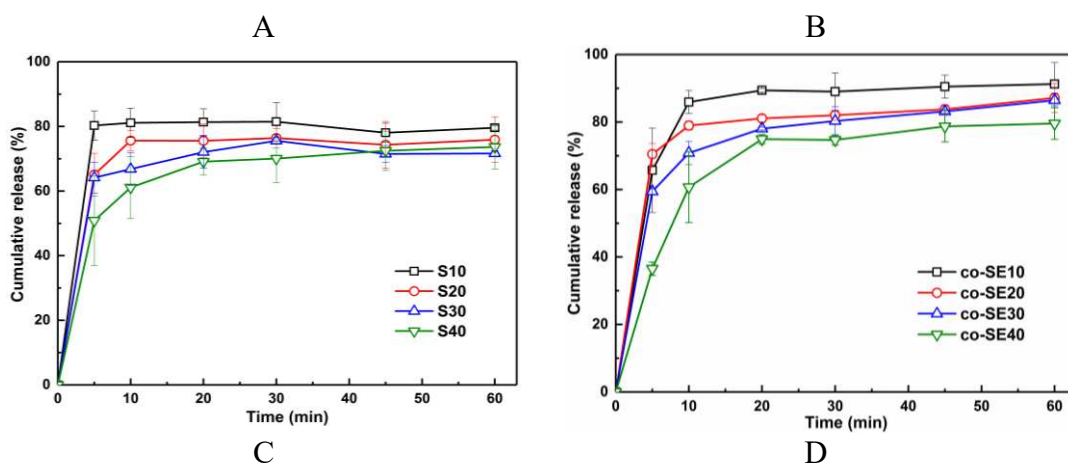 A
B
100
80
60
40
20
0
Cumulative release (%)
S10
S20
S30
S40
0 10 20 30 40 50 60
Time (min)
100
80
60
40
20
0
Cumulative release (%)
co-SE10
co-SE20
co-SE30
co-SE40
0 10 20 30 40 50 60
Time (min)
C
D